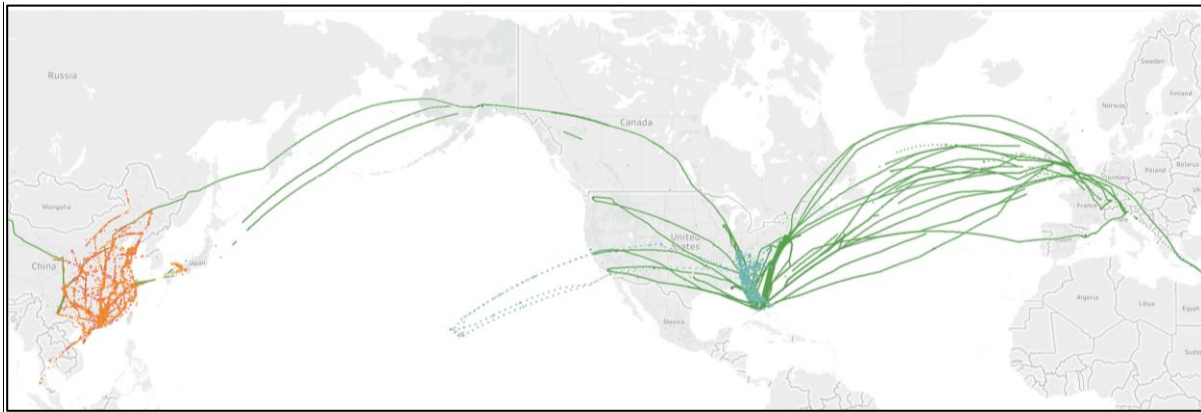 Russia
Mongolia
China
Japan
Canada
United
States
Mexico
Norway
Sweden
Finland
Germany
Poland
Belarus
France
Algeria
Libya
Egypt